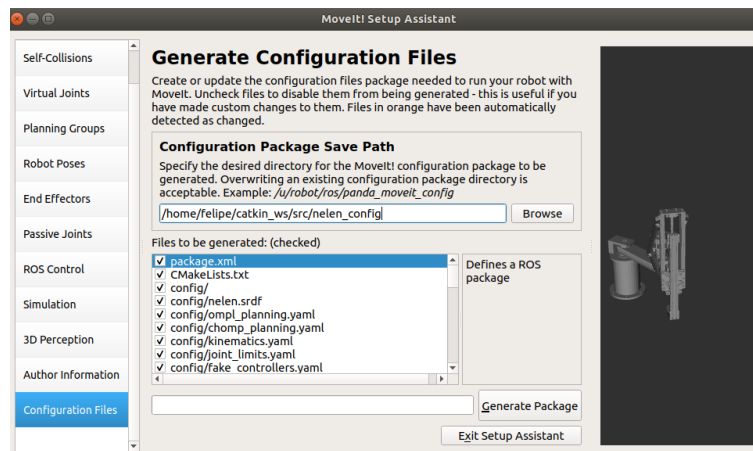 MoveIt! Setup Assistant
Self-Collisions
Virtual Joints
Planning Groups
Robot Poses
End Effectors
Passive Joints
ROS Control
Simulation
3D Perception
Author Information
Configuration Files
Generate Configuration Files
Create or update the configuration files package needed to run your robot with
MoveIt. Uncheck files to disable them from being generated - this is useful if you
have made custom changes to them. Files in orange have been automatically
detected as changed.
Configuration Package Save Path
Specify the desired directory for the MoveIt! configuration package to be
generated. Overwriting an existing configuration package directory is
acceptable. Example: /u/robot/ros/panda_moveit_config
/home/felipe/catkin_ws/src/nelen_config
Browse
Files to be generated: (checked)
package.xml
CMakeLists.txt
config/
config/nelen.srdf
config/ompl_planning.yaml
config/chomp_planning.yaml
config/kinematics.yaml
config/joint_limits.yaml
config/fake_controllers.yaml
Defines a ROS
package
Generate Package
Exit Setup Assistant